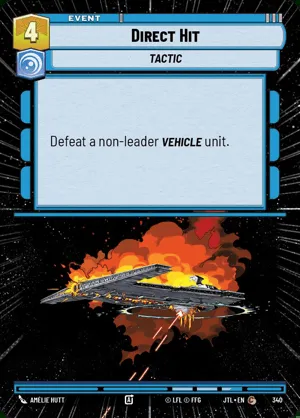 EVENT
4
DIRECT HIT
TACTIC
Defeat a non-leader VEHICLE unit.
AMÉLIE HUTT
© LFL © FFG
JTL • EN
340